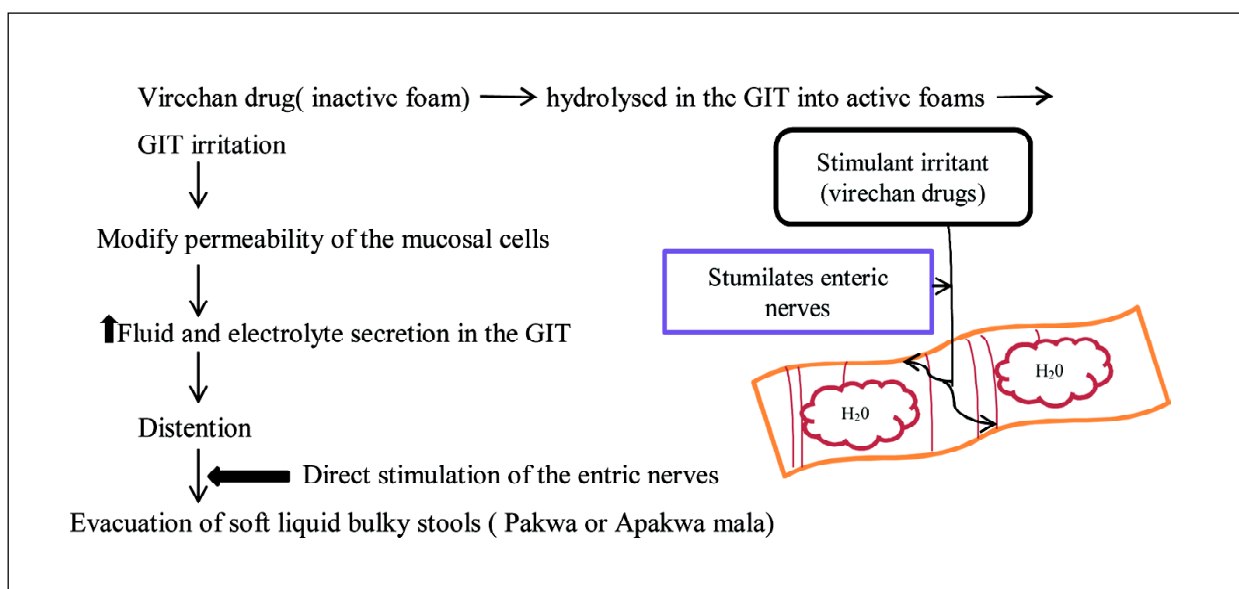 Virechan drug( inactive foam) → hydrolysed in the GIT into active foams →
GIT irritation
Modify permeability of the mucosal cells
⬆Fluid and electrolyte secretion in the GIT
Distention
Direct stimulation of the entric nerves
Evacuation of soft liquid bulky stools ( Pakwa or Apakwa mala)
Stimulant irritant
(virechan drugs)
Stumilates enteric
nerves
H₂0
H₂0